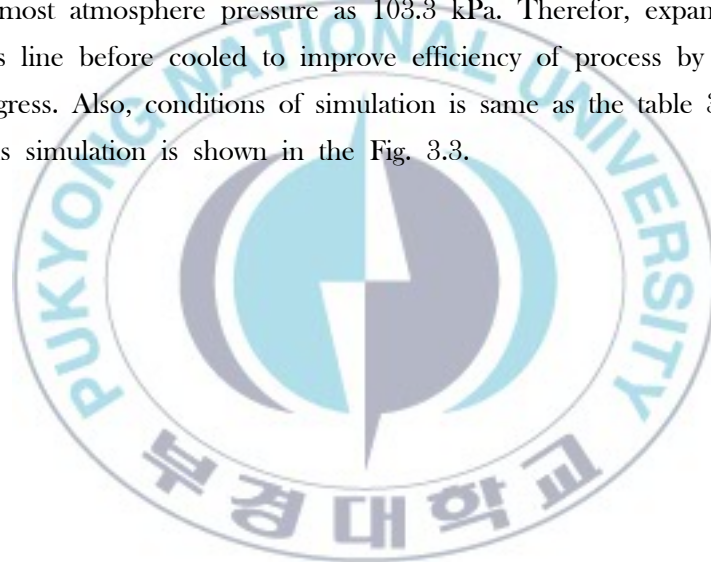 most atmosphere pressure as 103.3 kPa. Therefor, expan
s line before cooled to improve efficiency of process by
gress. Also, conditions of simulation is same as the table
s simulation is shown in the Fig. 3.3.
PUKYONG NATIONAL UNIVERSITY
부경대학교